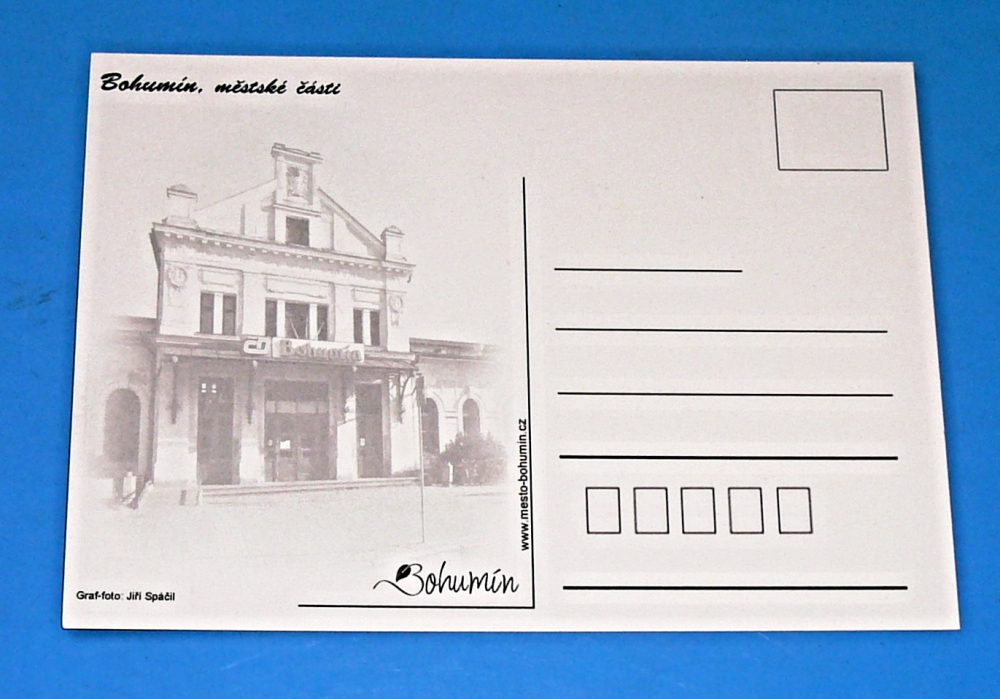 Bohumín, městské části
Bohumín
www.mesto-bohumin.cz
Bohumín
Graf-foto: Jiří Spáčil